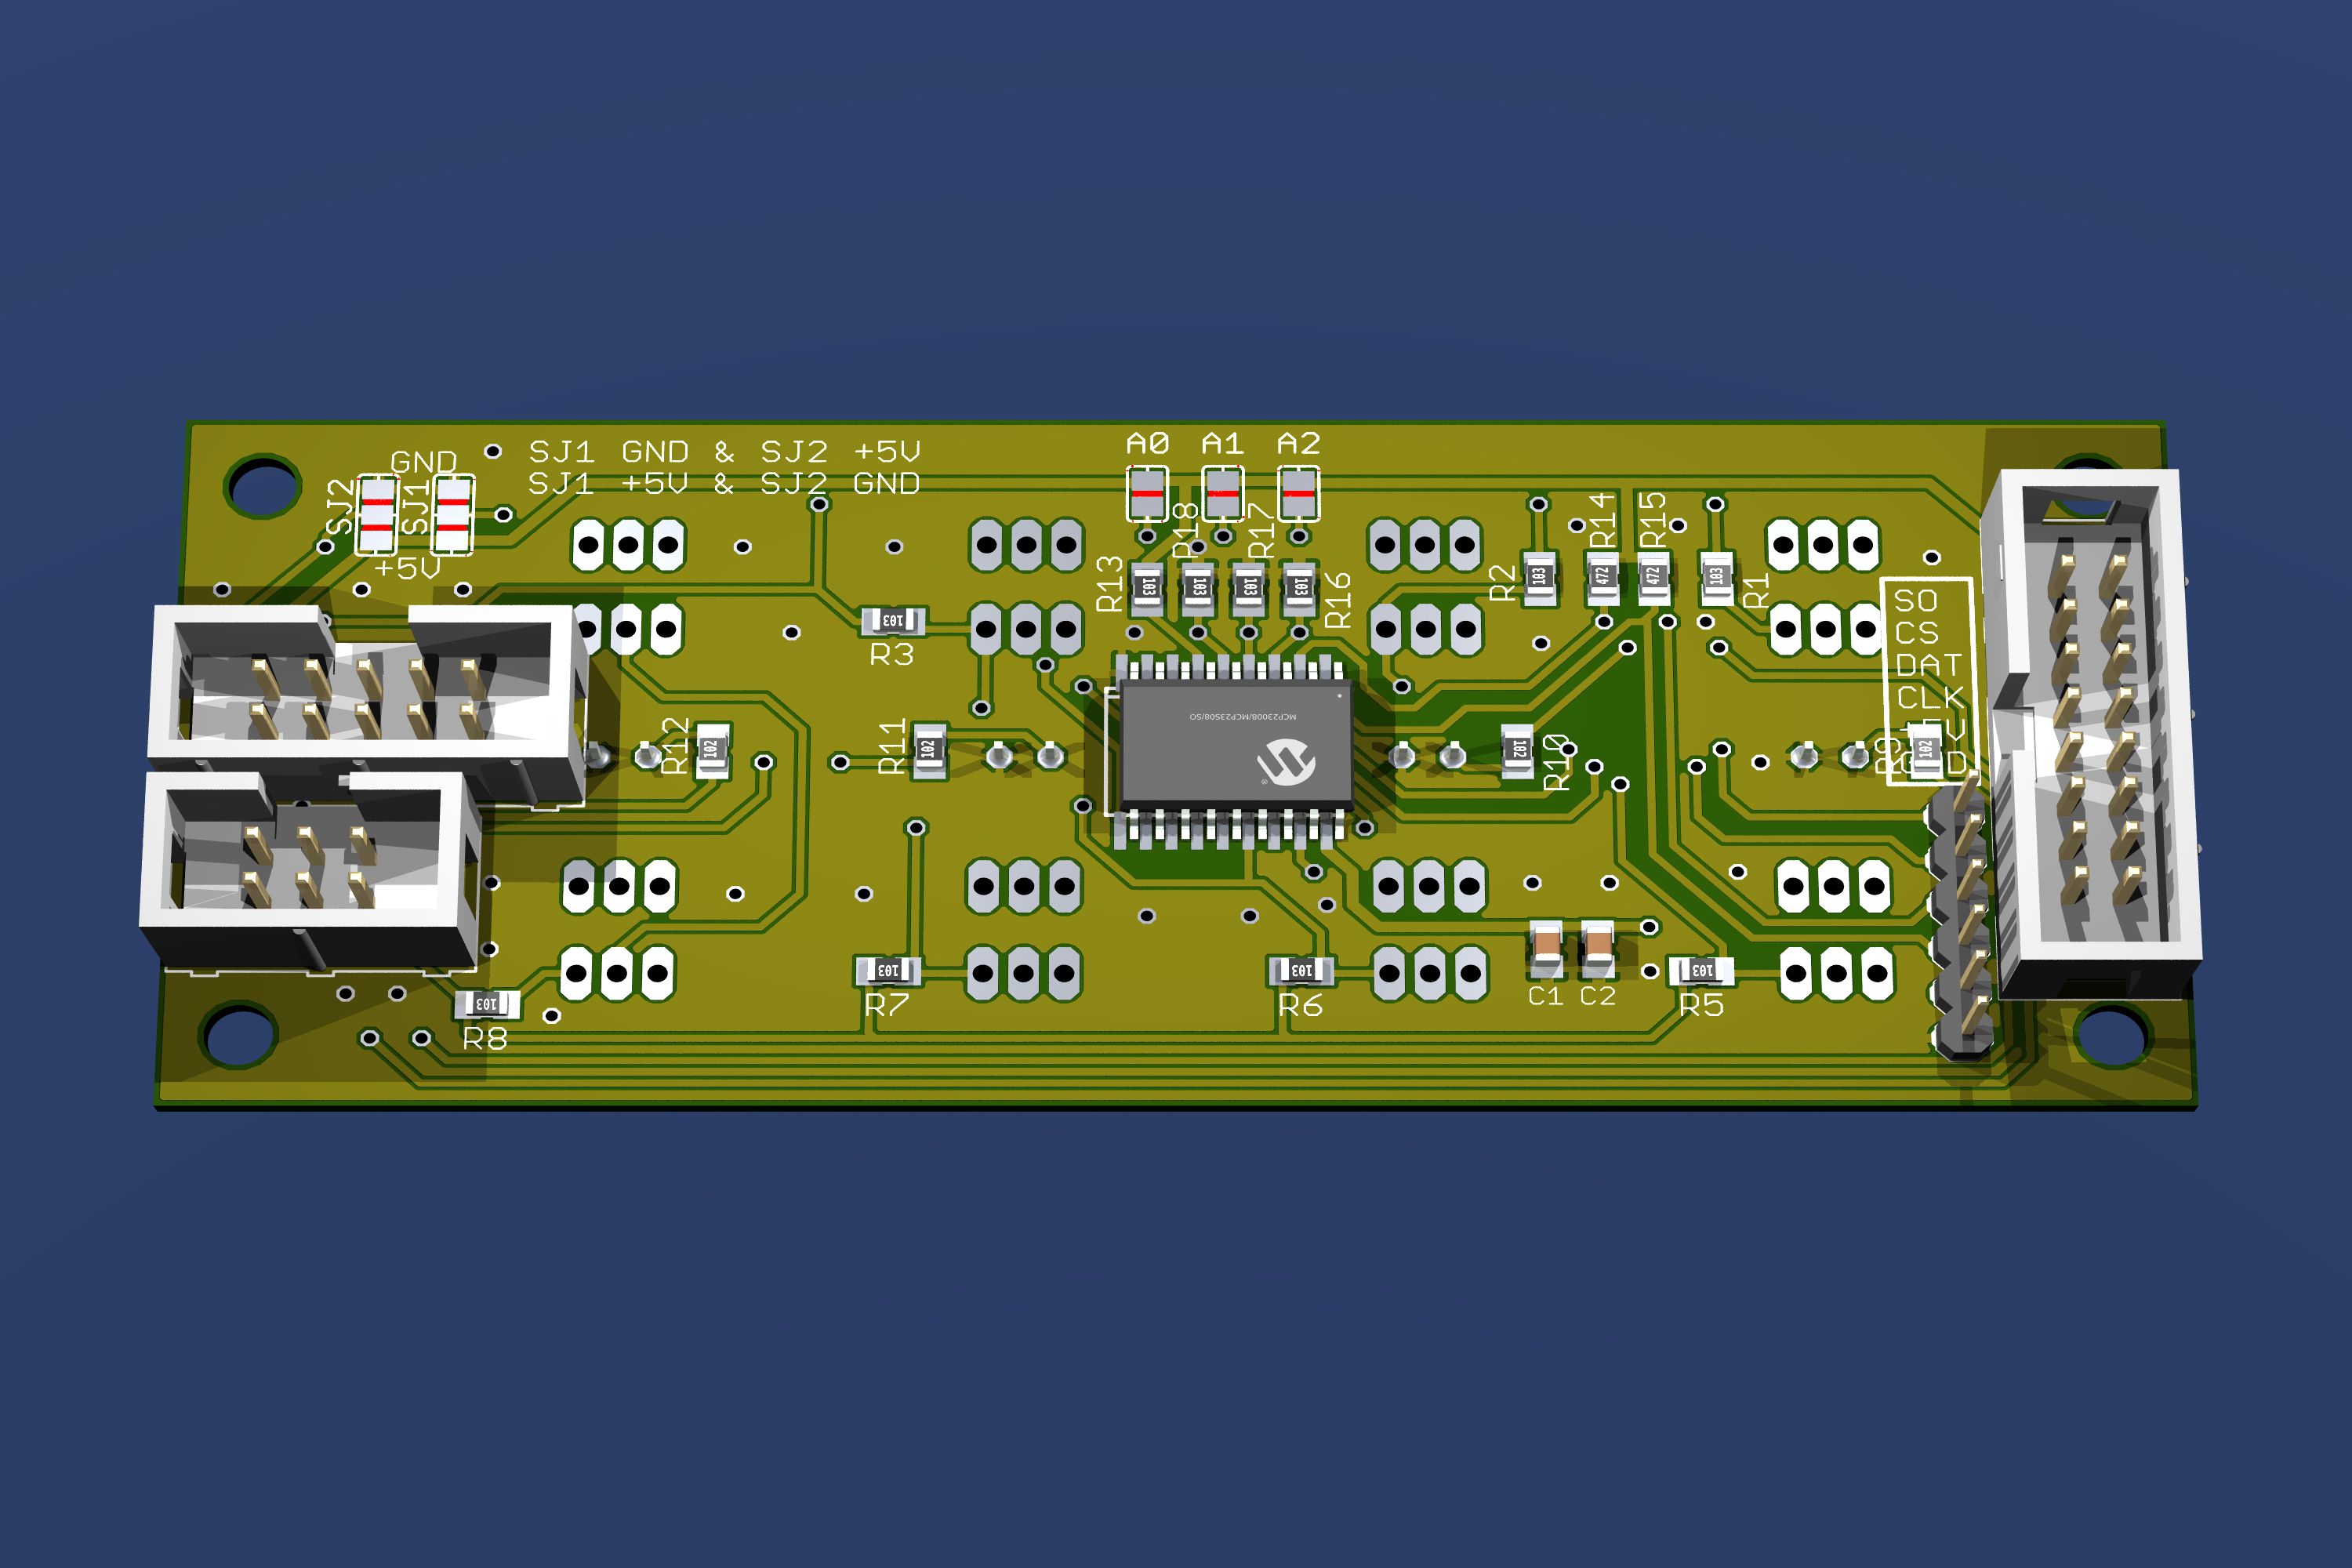 SJ1 GND & SJ2 +5V
SJ1 +5V & SJ2 GND
GND
SJ2
SJ1
+5V
A0
A1
A2
R18
R17
R13
103
103
103
103
R16
R14
R15
R2
103
472
472
103
R1
103
R3
SO
CS
DAT
CLK
R12
102
R11
102
MCP23008/MCP23S08/SO
®
102
R10
R9
102
103
R8
103
R7
103
R6
C1
C2
103
R5